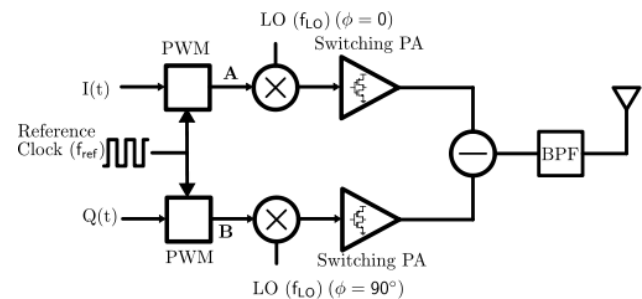 LO (f_LO) (ϕ = 0)
PWM
Switching PA
I(t)
A
Reference
Clock (f_ref)
BPF
Q(t)
B
PWM
Switching PA
LO (f_LO) (ϕ = 90°)